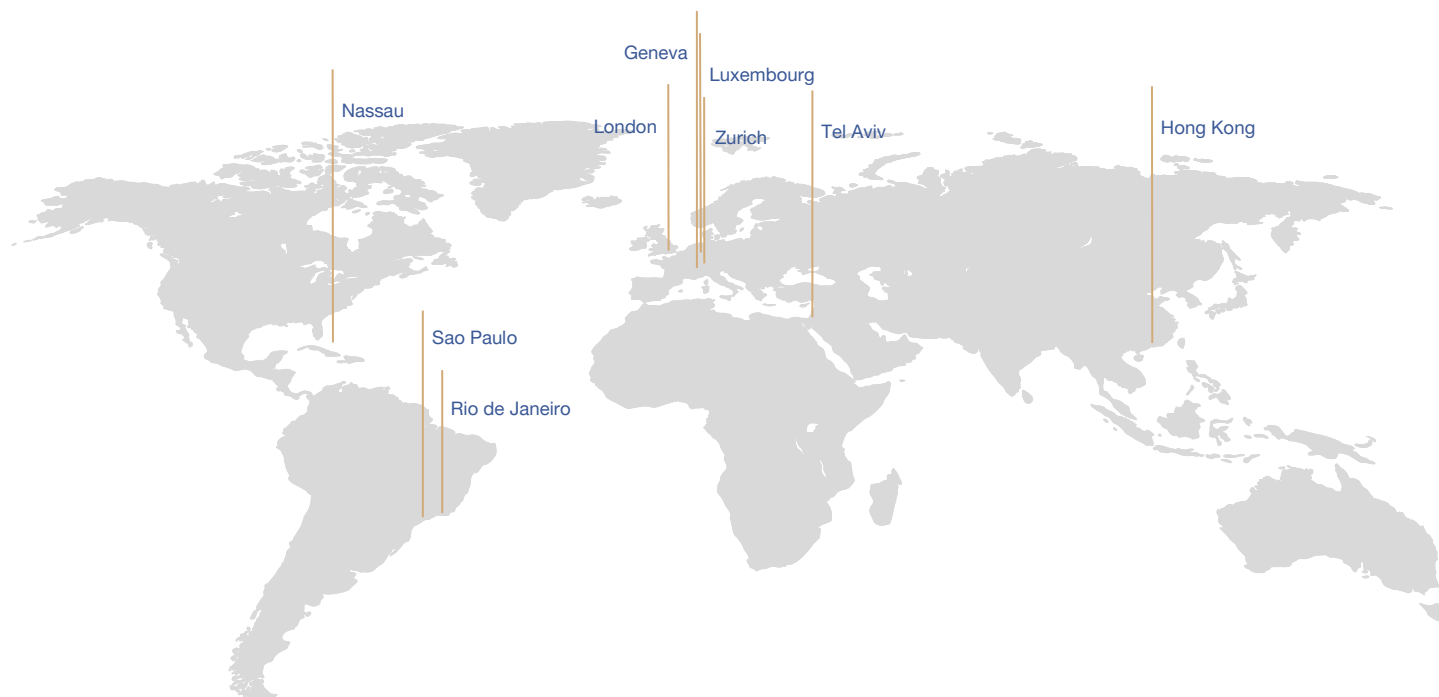 Geneva
Luxembourg
Nassau
London
Zurich
Tel Aviv
Hong Kong
Sao Paulo
Rio de Janeiro